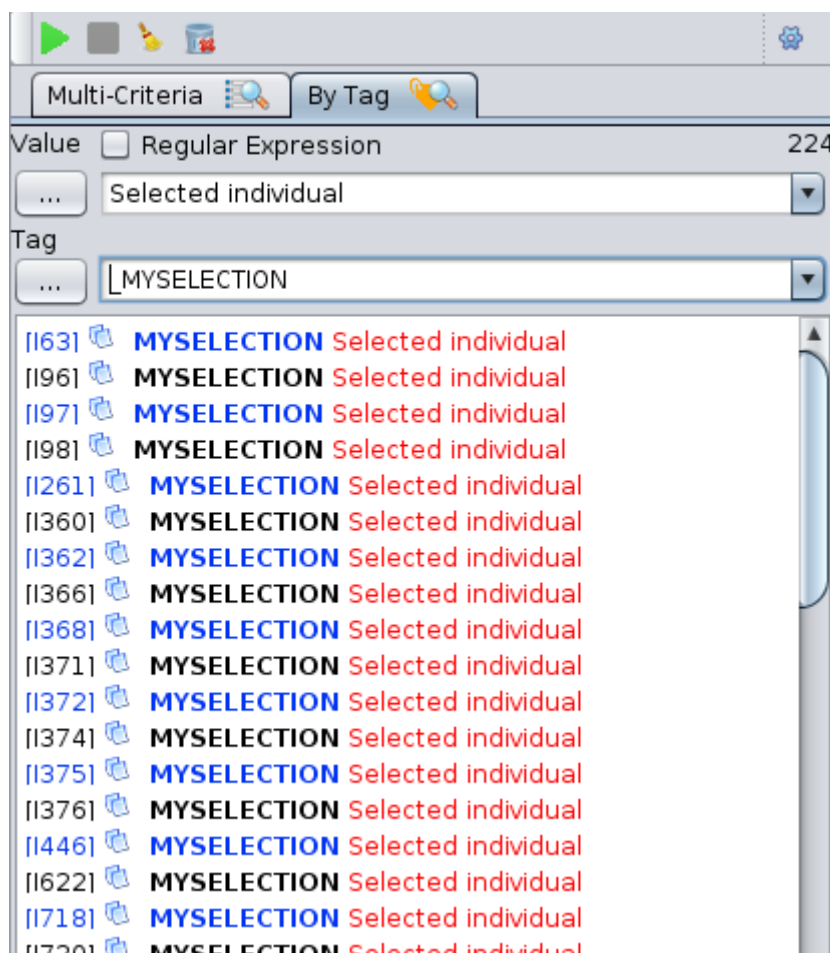 Multi-Criteria By Tag
Value Regular Expression 224
... Selected individual
Tag
... _MYSELECTION
[I63] MYSELECTION Selected individual
[I96] MYSELECTION Selected individual
[I97] MYSELECTION Selected individual
[I98] MYSELECTION Selected individual
[I261] MYSELECTION Selected individual
[I360] MYSELECTION Selected individual
[I362] MYSELECTION Selected individual
[I366] MYSELECTION Selected individual
[I368] MYSELECTION Selected individual
[I371] MYSELECTION Selected individual
[I372] MYSELECTION Selected individual
[I374] MYSELECTION Selected individual
[I375] MYSELECTION Selected individual
[I376] MYSELECTION Selected individual
[I446] MYSELECTION Selected individual
[I622] MYSELECTION Selected individual
[I718] MYSELECTION Selected individual
MYSELECTION Selected individual